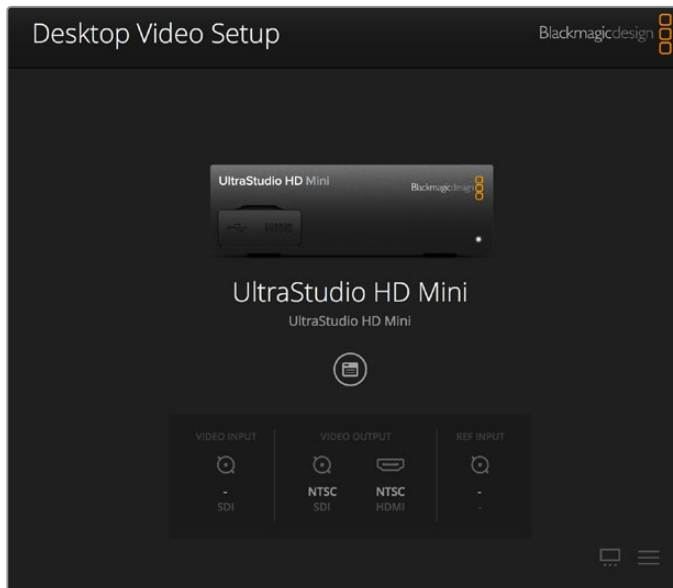 Desktop Video Setup
Blackmagicdesign
UltraStudio HD Mini
Blackmagicdesign
UltraStudio HD Mini
UltraStudio HD Mini
VIDEO INPUT VIDEO OUTPUT REF INPUT
- NTSC NTSC -
SDI SDI HDMI -